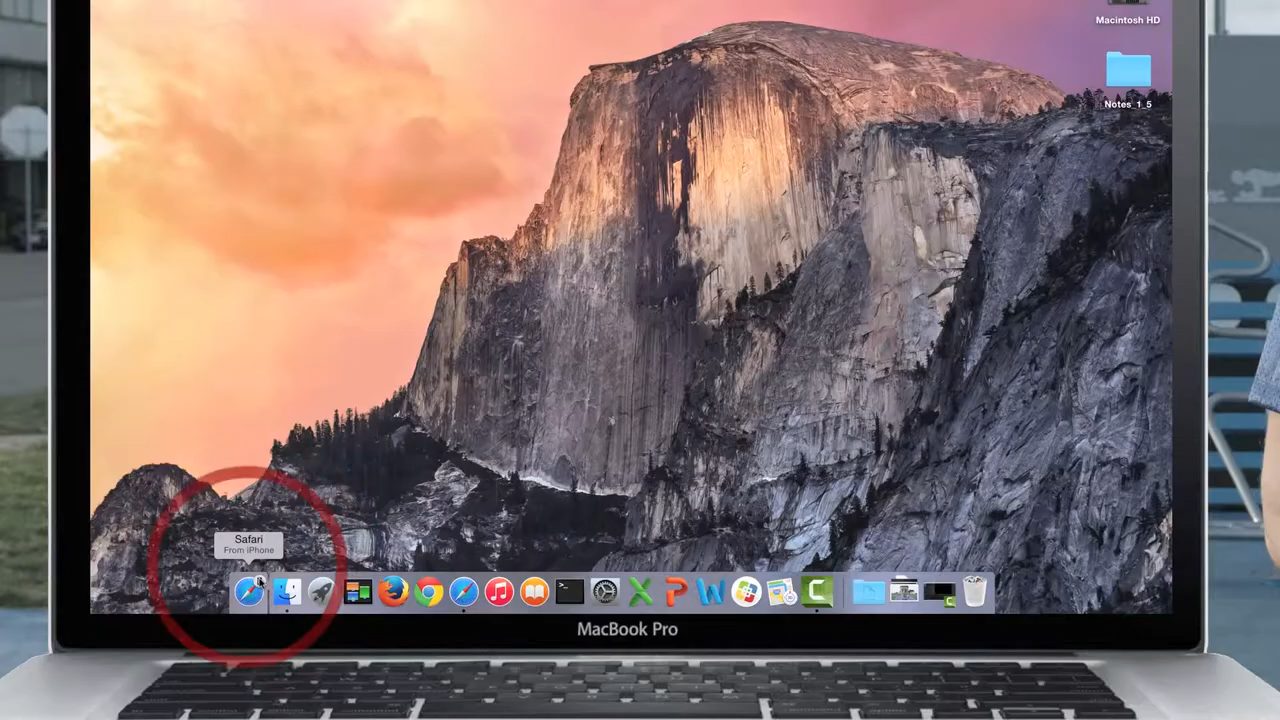 Macintosh HD
Notes_1_5
Safari
From iPhone
MacBook Pro